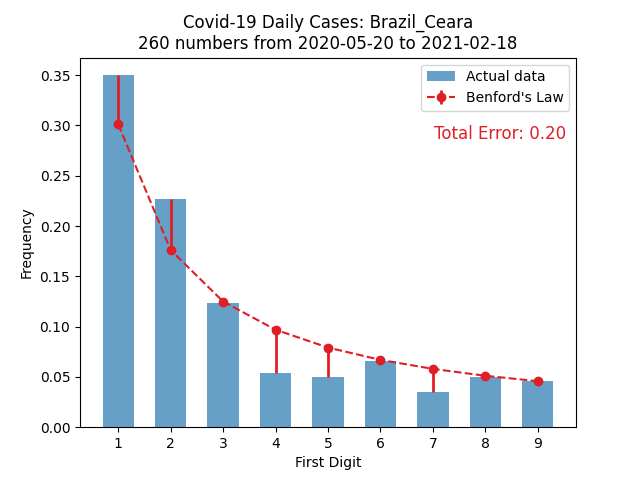 Covid-19 Daily Cases: Brazil_Ceara
260 numbers from 2020-05-20 to 2021-02-18
Actual data
Benford's Law
Total Error: 0.20
Frequency
0.35
0.30
0.25
0.20
0.15
0.10
0.05
0.00
1 2 3 4 5 6 7 8 9
First Digit